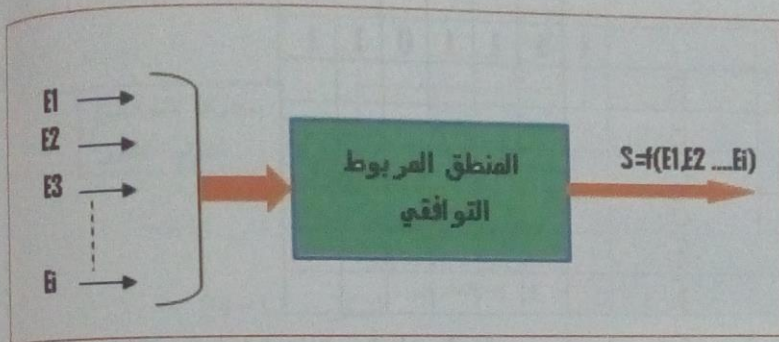 E1
E2
E3
Ei
المنطق المربوط
التوافقي
S=f(E1,E2 ....Ei)